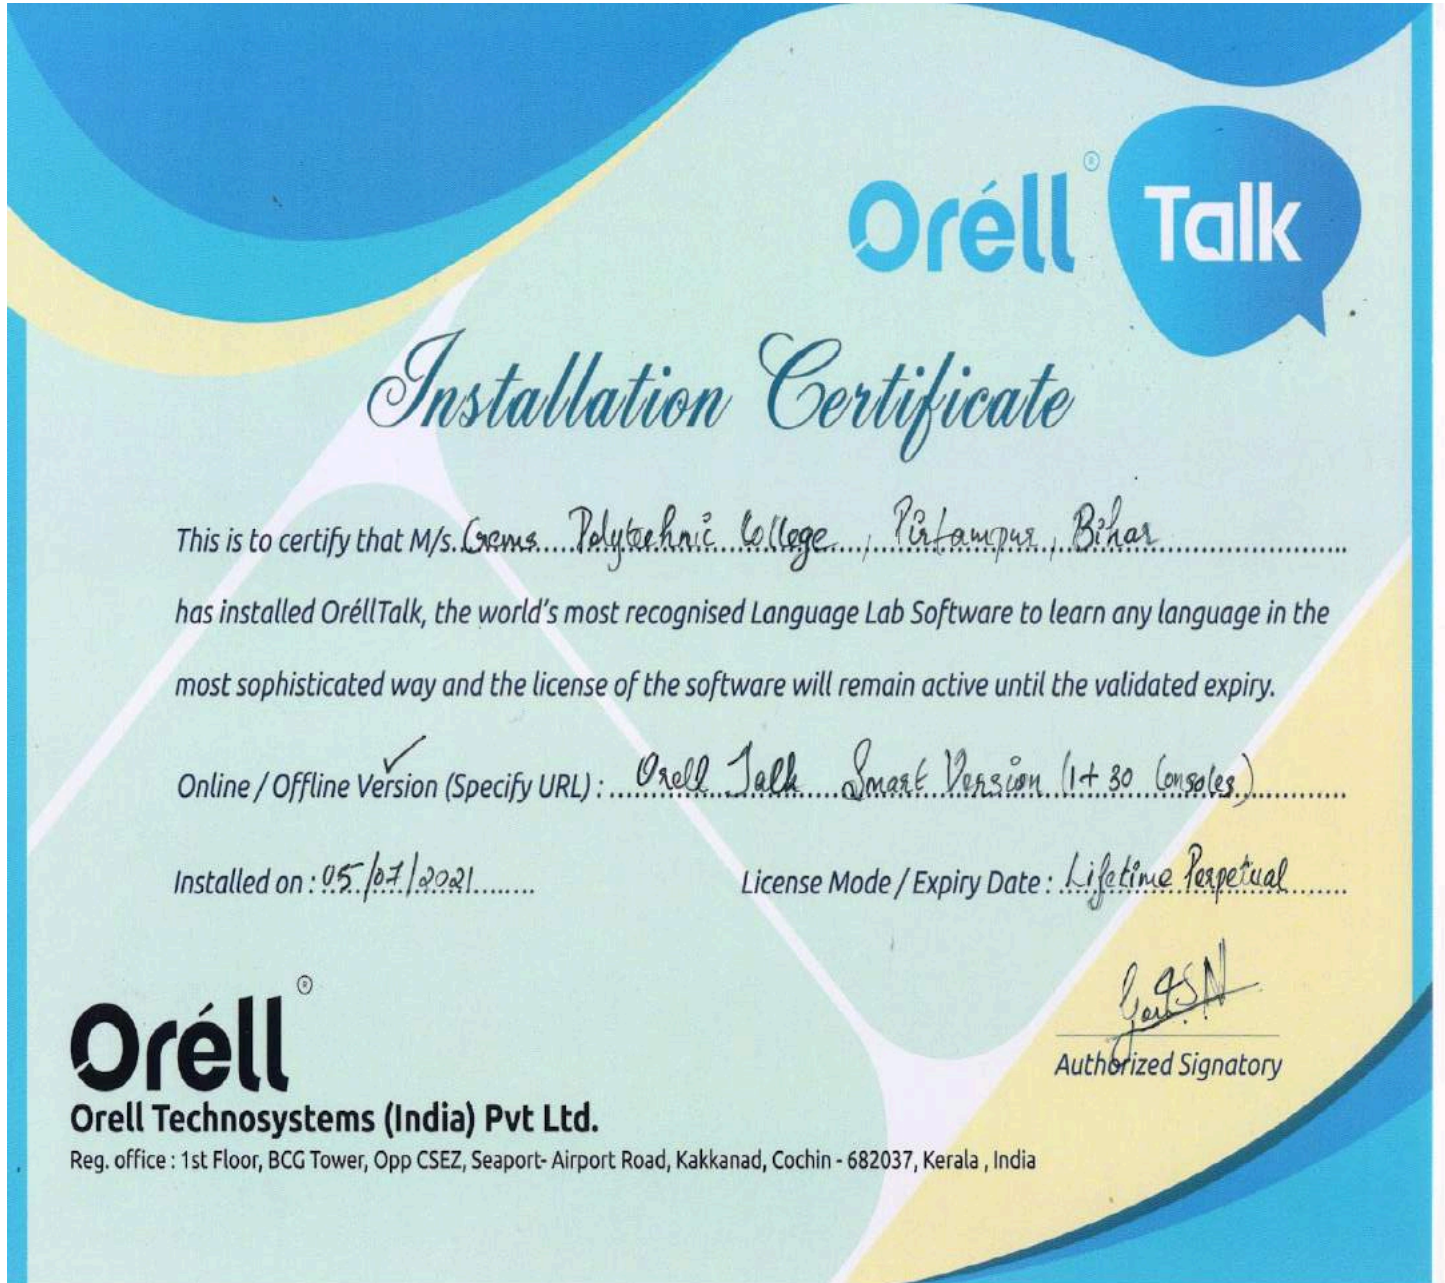 Oréll® Talk
Installation Certificate
This is to certify that M/s. Gems Polytechnic College, Pirtampur, Bihar
has installed OréllTalk, the world's most recognised Language Lab Software to learn any language in the
most sophisticated way and the license of the software will remain active until the validated expiry.
✓
Online / Offline Version (Specify URL) : Orell Talk Smart Version (1+30 Consoles)
Installed on : 05/07/2021 License Mode / Expiry Date : Lifetime Perpetual
Authorized Signatory
Oréll®
Orell Technosystems (India) Pvt Ltd.
Reg. office : 1st Floor, BCG Tower, Opp CSEZ, Seaport- Airport Road, Kakkanad, Cochin - 682037, Kerala , India